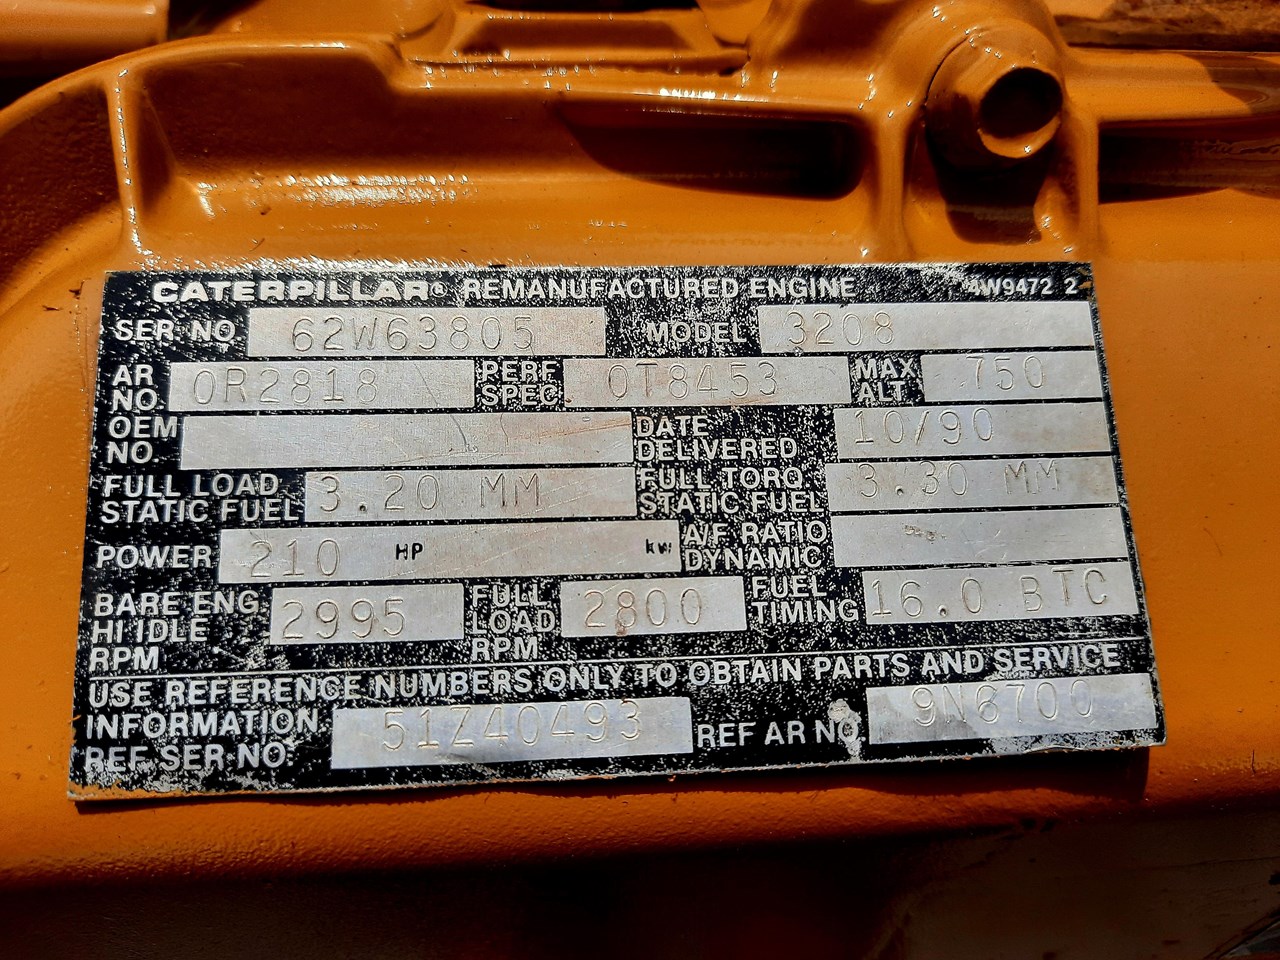 CATERPILLAR® REMANUFACTURED ENGINE 4W9472 2
SER NO 62W63805 MODEL 3208
AR NO. 0R2818 PERF SPEC 0T8453 MAX ALT 750
OEM NO. DATE DELIVERED 10/90
FULL LOAD STATIC FUEL 3.20 MM FULL TORQ STATIC FUEL 3.30 MM
POWER 210 HP kW A/F RATIO DYNAMIC
BARE ENG HI IDLE RPM 2995 FULL LOAD RPM 2800 FUEL TIMING 16.0 BTC
USE REFERENCE NUMBERS ONLY TO OBTAIN PARTS AND SERVICE
INFORMATION
REF SER NO. 51Z40493 REF AR NO. 9N6700